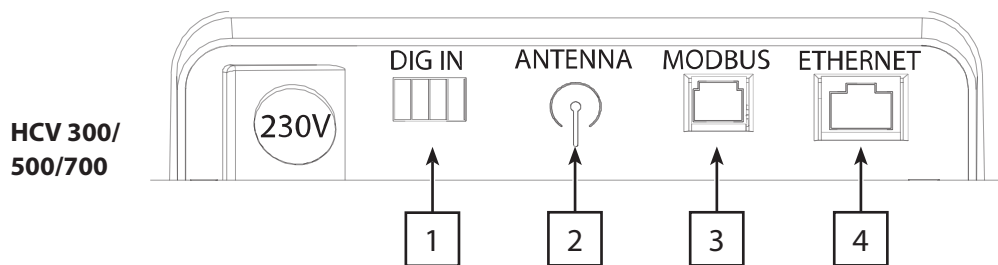 DIG IN ANTENNA MODBUS ETHERNET
230V
HCV 300/
500/700
1 2 3 4